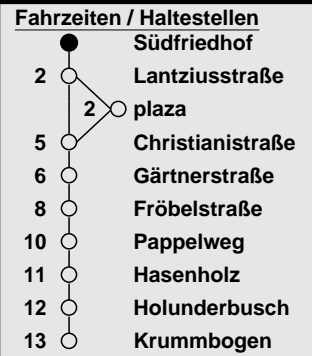 Fahrzeiten / Haltestellen
Südfriedhof
2 Lantziusstraße
2 plaza
5 Christianistraße
6 Gärtnerstraße
8 Fröbelstraße
10 Pappelweg
11 Hasenholz
12 Holunderbusch
13 Krummbogen